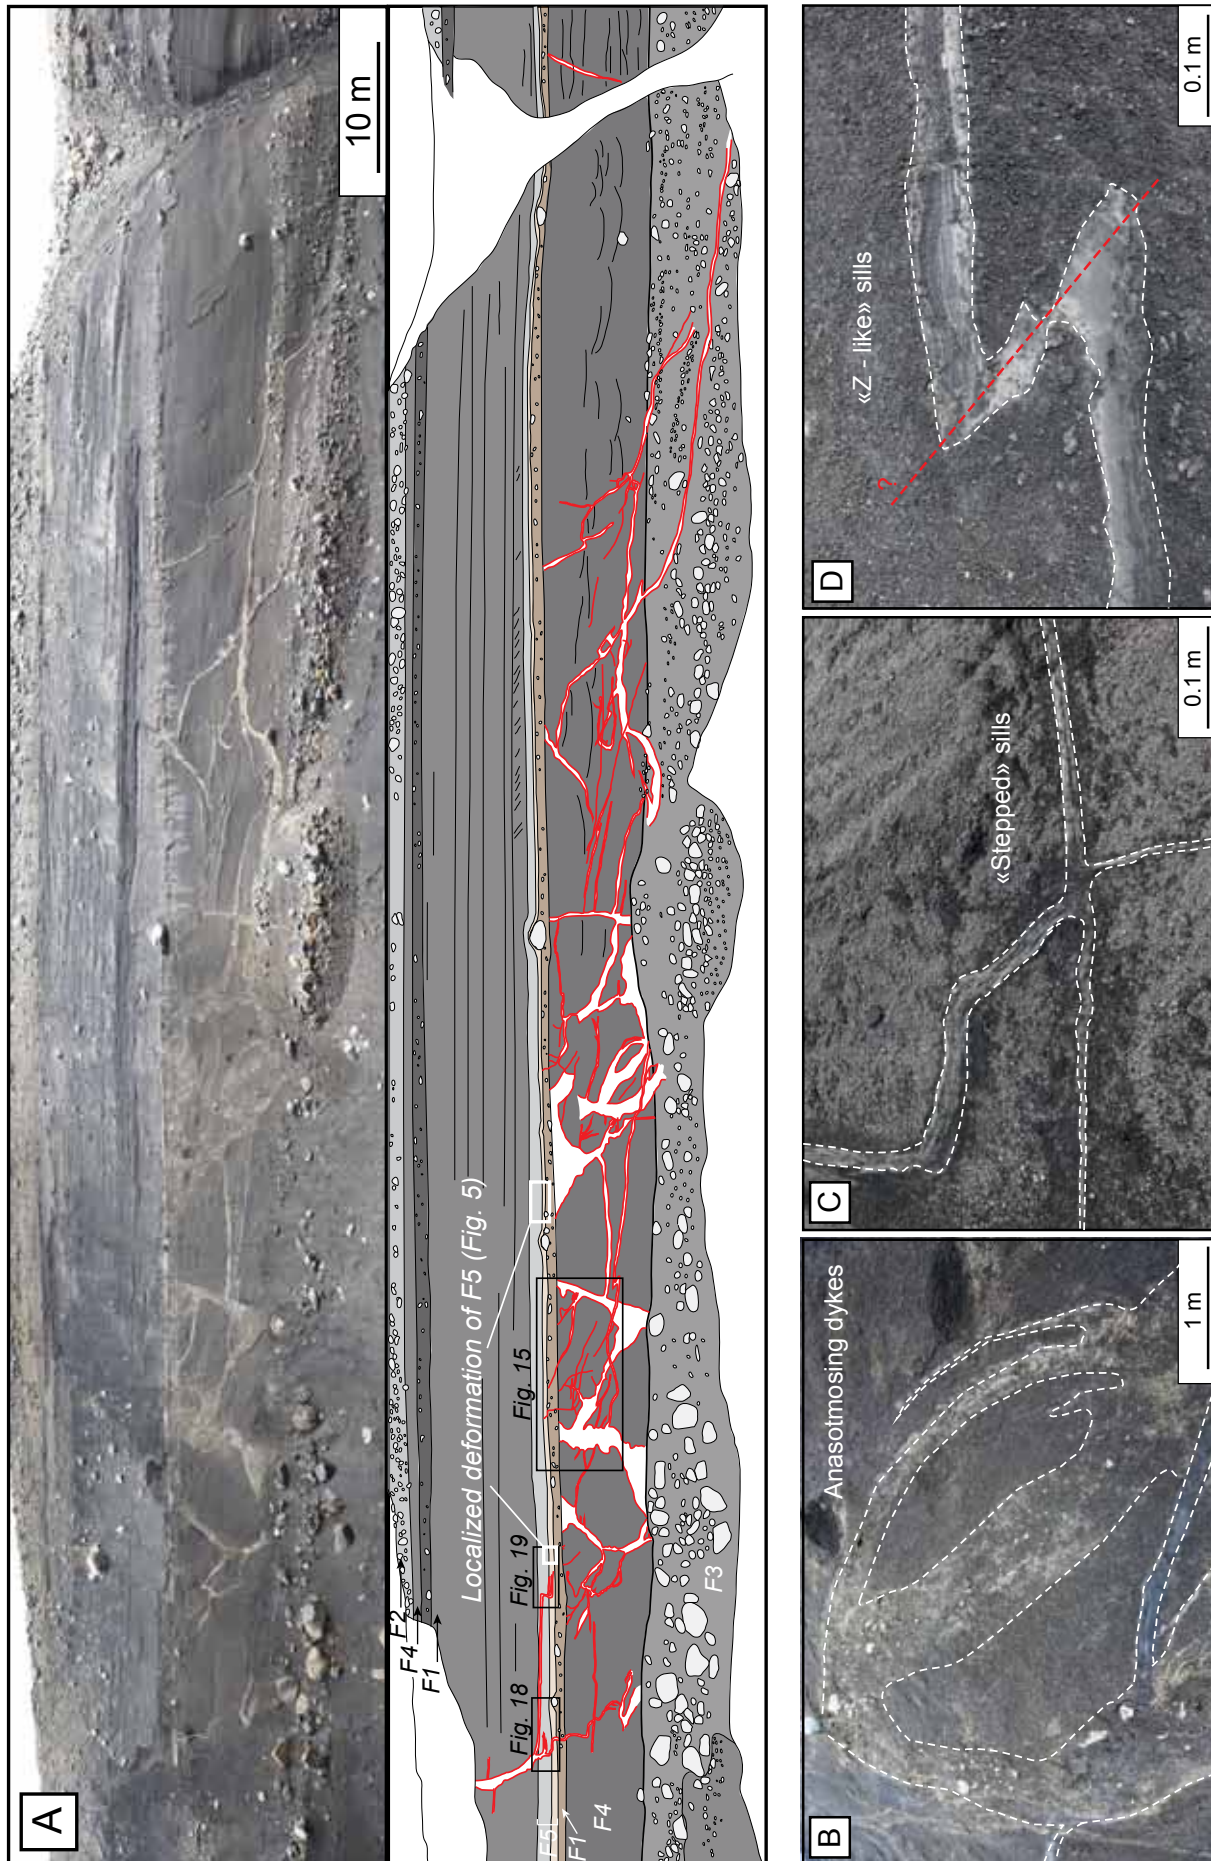 A
10 m
F2
F4
F1
Localized deformation of F5 (Fig. 5)
Fig. 18
Fig. 19
Fig. 15
F5
F1
F4
F3
B
Anasotmosing dykes
1 m
C
«Stepped» sills
0.1 m
D
«Z - like» sills
?
0.1 m